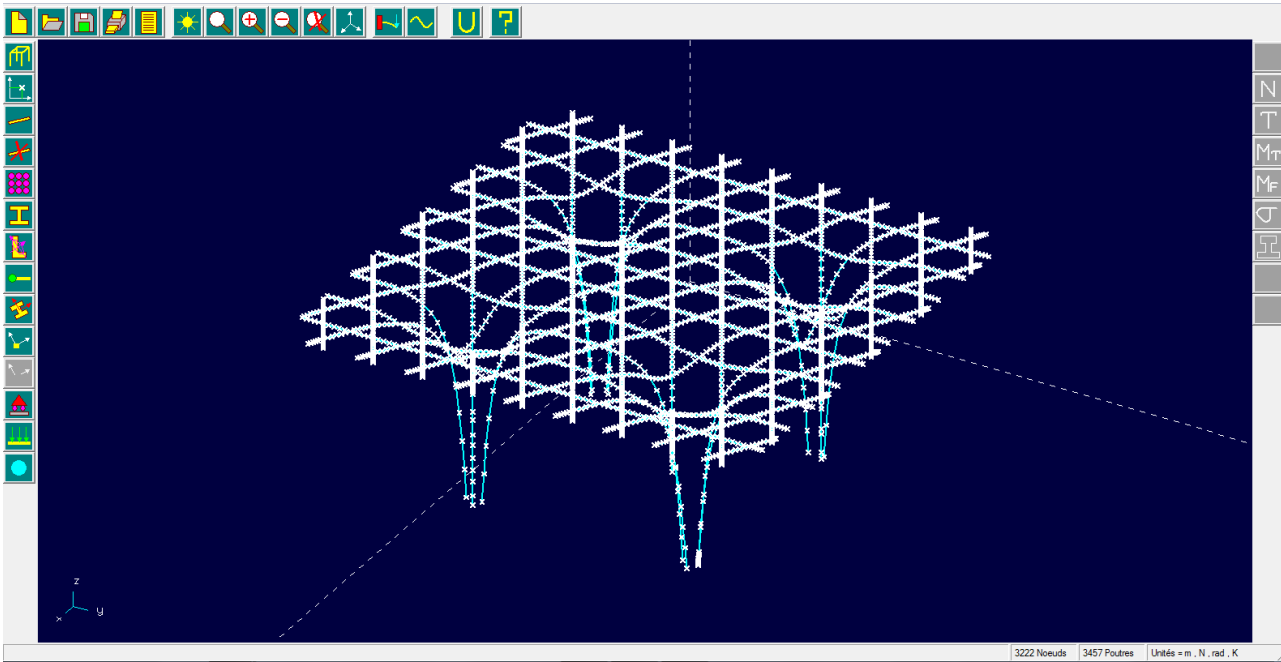 N
T
MT
MF
σ
z
x y
3222 Noeuds 3457 Poutres Unités = m , N , rad , K